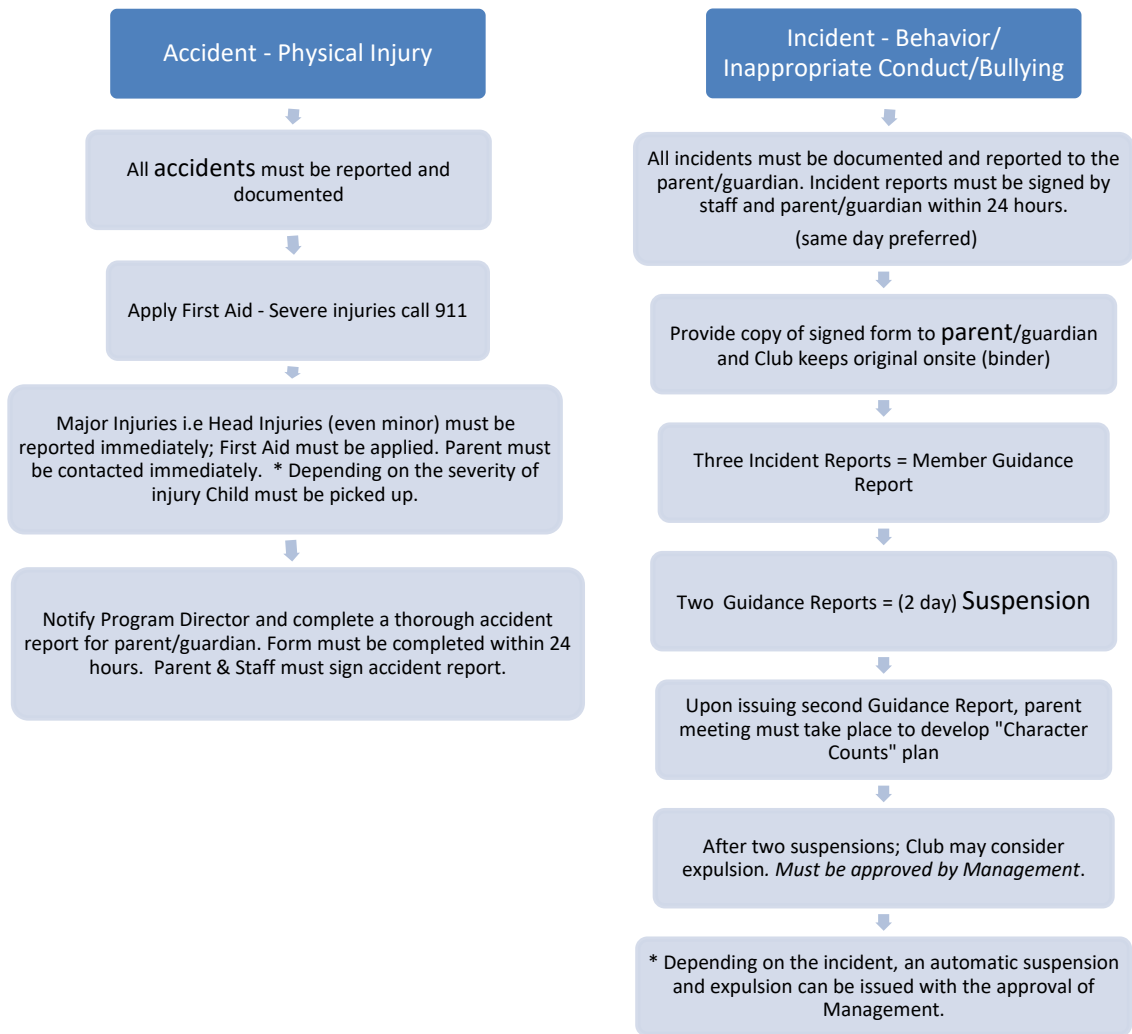 Accident - Physical Injury
All accidents must be reported and
documented
Apply First Aid - Severe injuries call 911
Major Injuries i.e Head Injuries (even minor) must be
reported immediately; First Aid must be applied. Parent must
be contacted immediately.  * Depending on the severity of
injury Child must be picked up.
Notify Program Director and complete a thorough accident
report for parent/guardian. Form must be completed within 24
hours.  Parent & Staff must sign accident report.
Incident - Behavior/
Inappropriate Conduct/Bullying
All incidents must be documented and reported to the
parent/guardian. Incident reports must be signed by
staff and parent/guardian within 24 hours.
(same day preferred)
Provide copy of signed form to parent/guardian
and Club keeps original onsite (binder)
Three Incident Reports = Member Guidance
Report
Two  Guidance Reports = (2 day) Suspension
Upon issuing second Guidance Report, parent
meeting must take place to develop "Character
Counts" plan
After two suspensions; Club may consider
expulsion. Must be approved by Management.
* Depending on the incident, an automatic suspension
and expulsion can be issued with the approval of
Management.